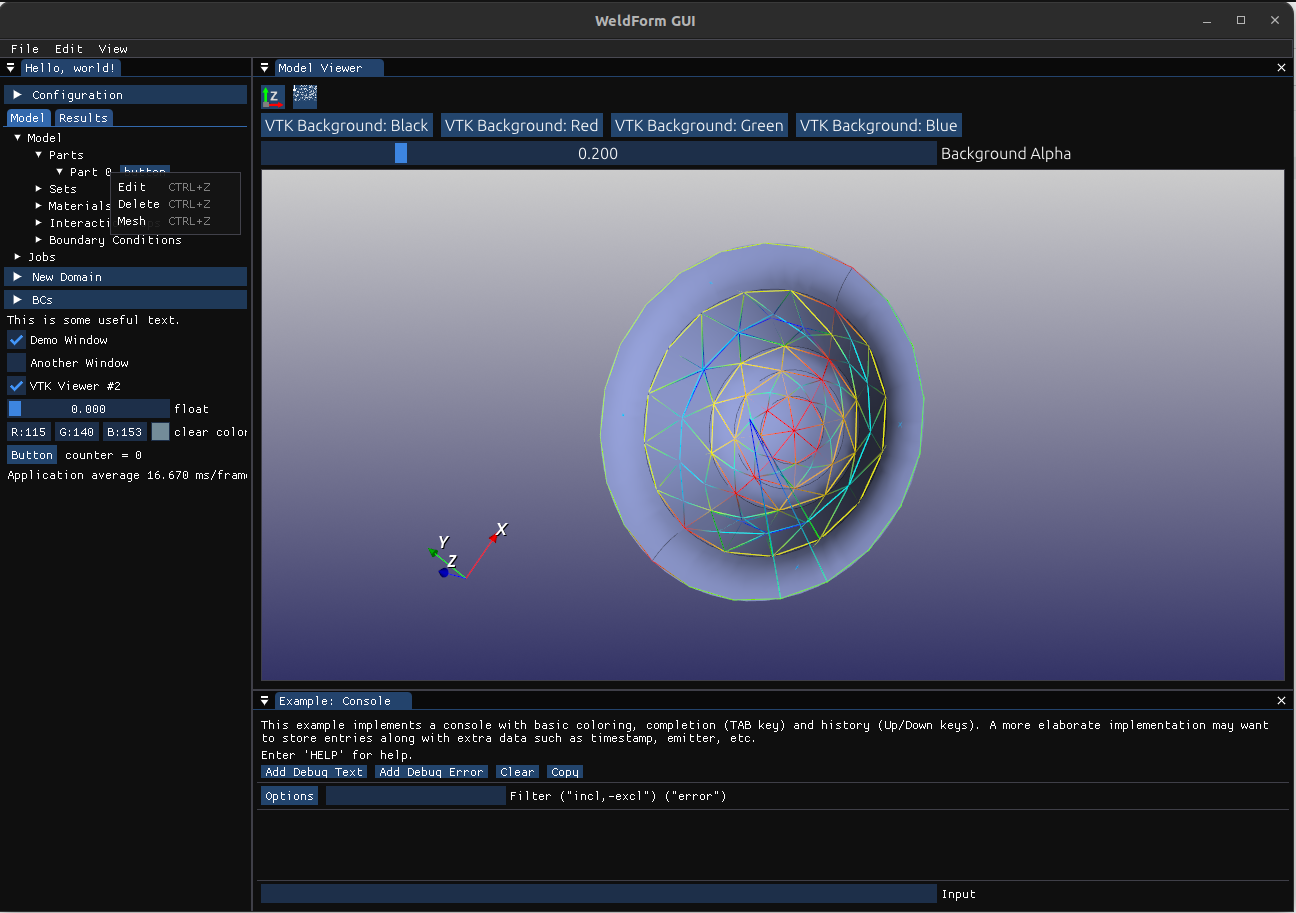 WeldForm GUI
File Edit View
Hello, world!
Configuration
Model Results
Model
Parts
Part 0 button
Sets
Materials
Boundary Conditions
Jobs
Edit CTRL+Z
Delete CTRL+Z
Mesh CTRL+Z
New Domain
BCs
This is some useful text.
Demo Window
Another Window
VTK Viewer #2
0.000 float
R:115 G:140 B:153 clear color
Button counter = 0
Application average 16.670 ms/frame
Model Viewer
Z
VTK Background: Black VTK Background: Red VTK Background: Green VTK Background: Blue
0.200 Background Alpha
X
Y
Z
Example: Console
This example implements a console with basic coloring, completion (TAB key) and history (Up/Down keys). A more elaborate implementation may want
to store entries along with extra data such as timestamp, emitter, etc.
Enter 'HELP' for help.
Add Debug Text Add Debug Error Clear Copy
Options Filter ("incl,-excl") ("error")
Input